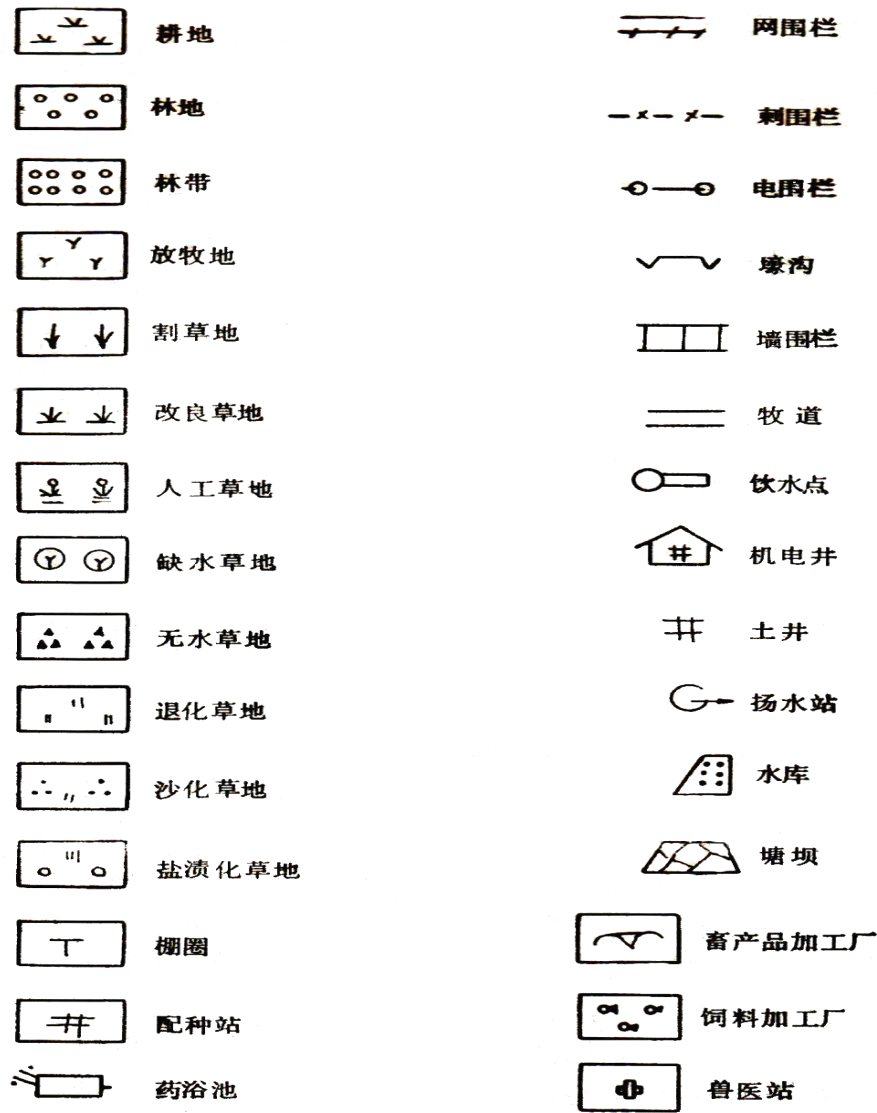 耕地
林地
林带
放牧地
割草地
改良草地
人工草地
缺水草地
无水草地
退化草地
沙化草地
盐渍化草地
棚圈
配种站
药浴池
网围栏
刺围栏
电围栏
壕沟
墙围栏
牧道
饮水点
机电井
土井
扬水站
水库
塘坝
畜产品加工厂
饲料加工厂
兽医站